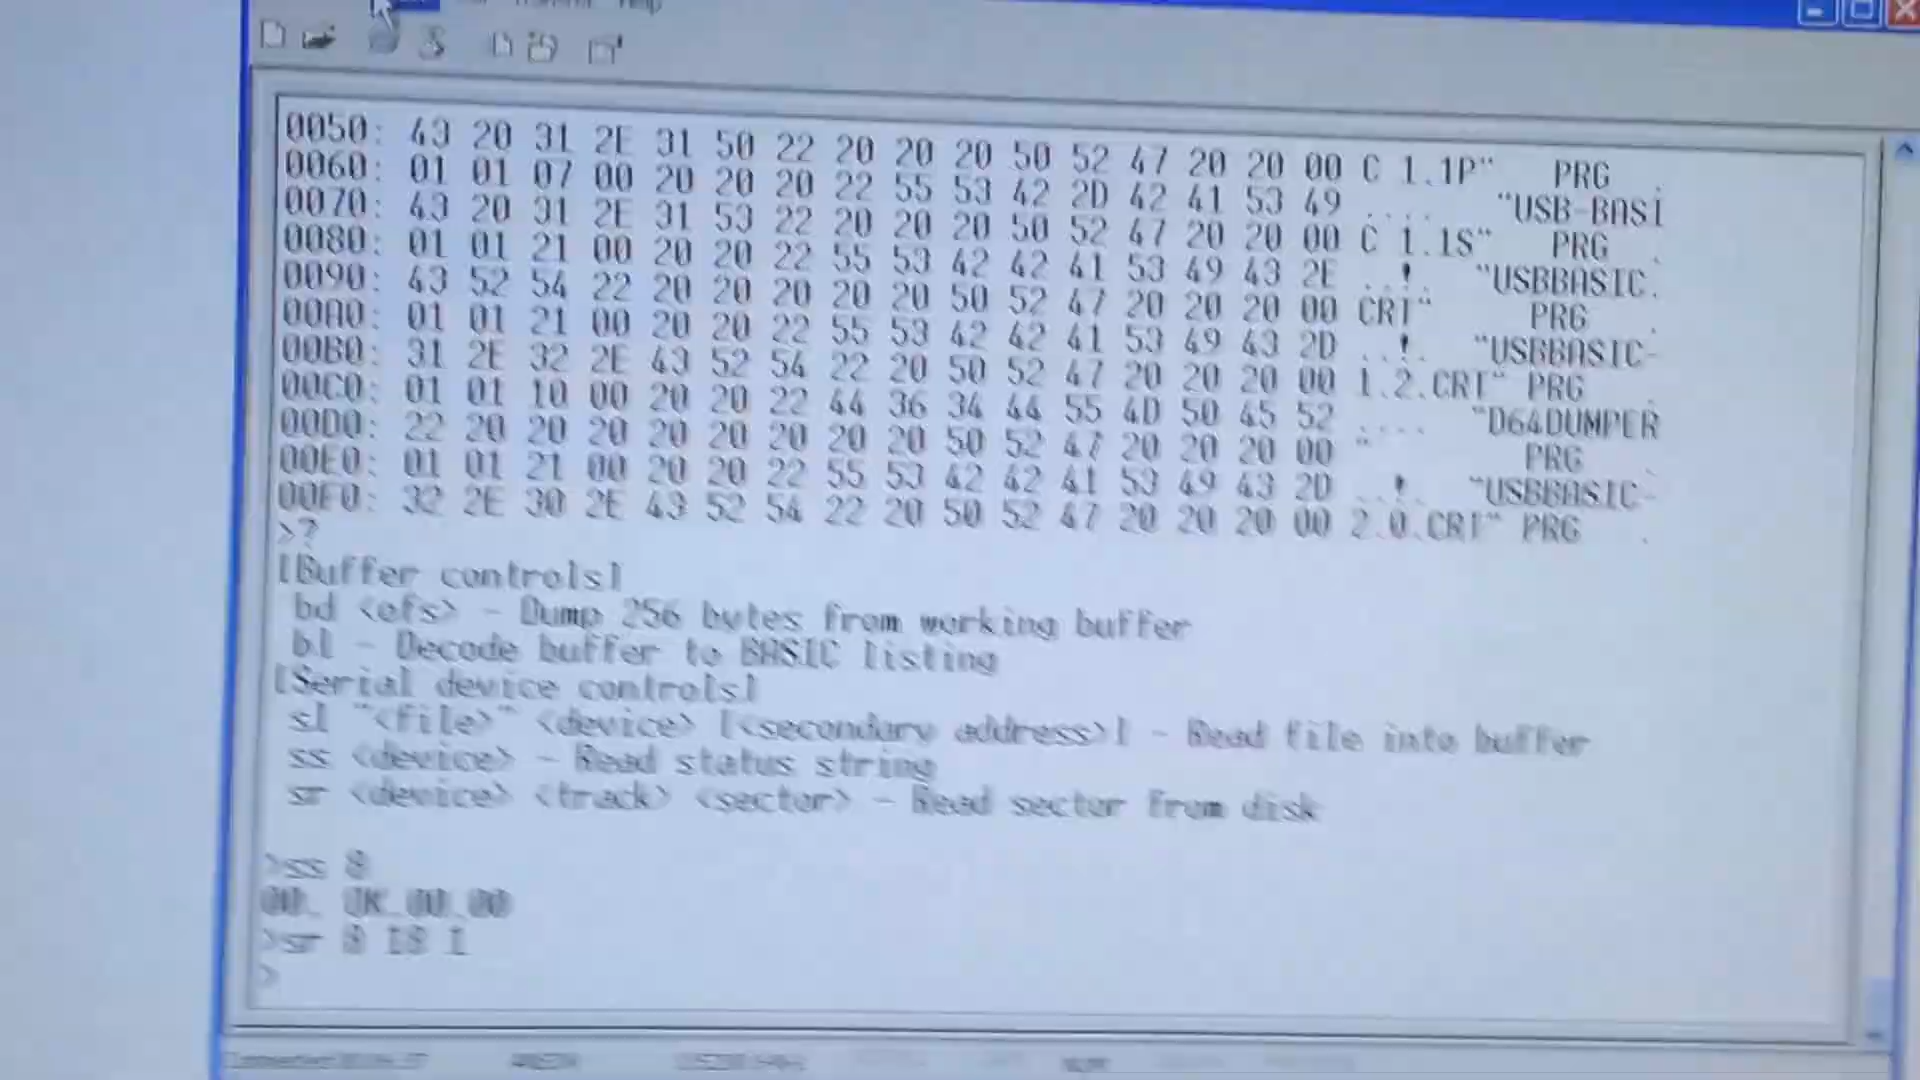 Help
0050: 43 20 31 2E 31 50 22 20 20 20 50 52 47 20 20 00 C 1.1P"   PRG  .
0060: 01 01 07 00 20 20 20 22 55 53 42 2D 42 41 53 49 ....   "USB-BASI
0070: 43 20 31 2E 31 53 22 20 20 20 50 52 47 20 20 00 C 1.1S"   PRG  .
0080: 01 01 21 00 20 20 22 55 53 42 42 41 53 49 43 2E ..!.  "USBBASIC.
0090: 43 52 54 22 20 20 20 20 20 50 52 47 20 20 20 00 CRT"     PRG   .
00A0: 01 01 21 00 20 20 22 55 53 42 42 41 53 49 43 2D ..!.  "USBBASIC-
00B0: 31 2E 32 2E 43 52 54 22 20 50 52 47 20 20 20 00 1.2.CRT" PRG   .
00C0: 01 01 10 00 20 20 22 44 36 34 44 55 4D 50 45 52 ....  "D64DUMPER
00D0: 22 20 20 20 20 20 20 20 20 50 52 47 20 20 20 00 "        PRG   .
00E0: 01 01 21 00 20 20 22 55 53 42 42 41 53 49 43 2D ..!.  "USBBASIC-
00F0: 32 2E 30 2E 43 52 54 22 20 50 52 47 20 20 20 00 2.0.CRT" PRG   .
>?
[Buffer controls]
bd <ofs> - Dump 256 bytes from working buffer
bl - Decode buffer to BASIC listing
[Serial device controls]
sl "<file>" <device> [<secondary address>] - Read file into buffer
ss <device> - Read status string
sr <device> <track> <sector> - Read sector from disk
>ss 8
00, OK,00,00
>sr 8 18 1
>